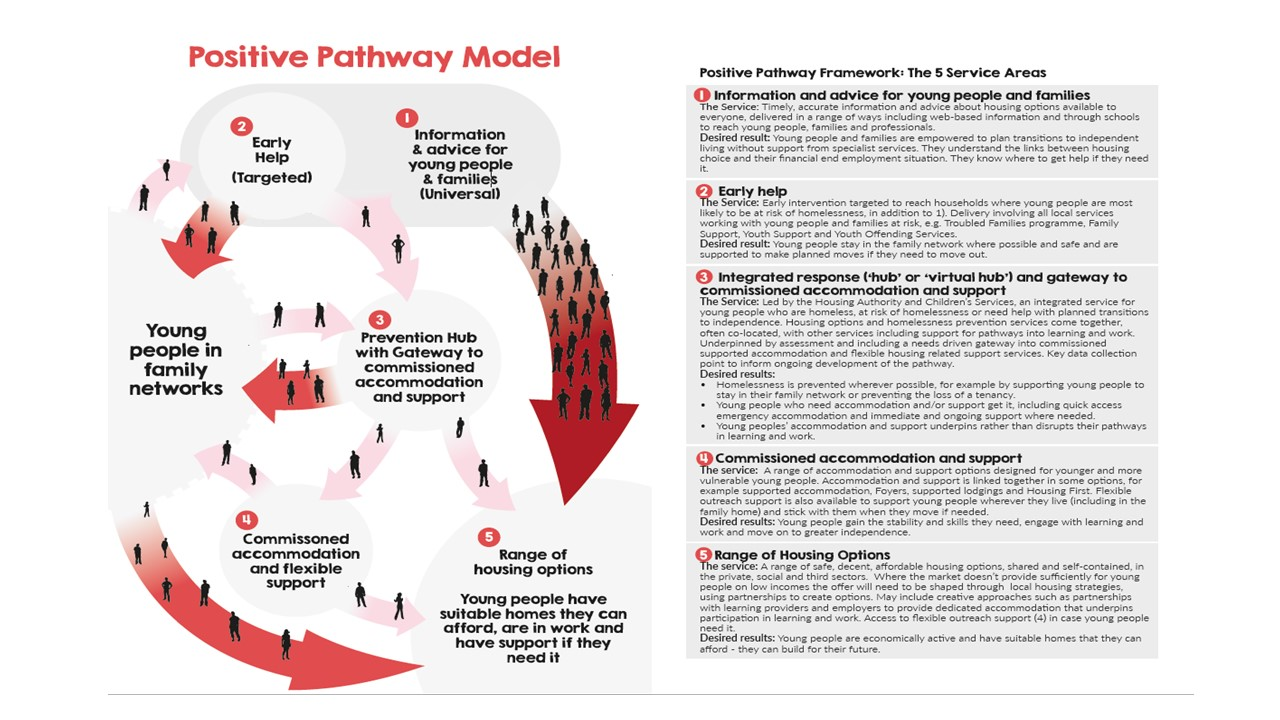 Positive Pathway Model
2
Early
Help
(Targeted)
1
Information
& advice for
young people
& families
(Universal)
Young
people in
family
networks
3
Prevention Hub
with Gateway to
commissioned
accommodation
and support
4
Commissoned
accommodation
and flexible
support
5
Range of
housing options
Young people have
suitable homes they can
afford, are in work and
have support if they
need it
Positive Pathway Framework: The 5 Service Areas
1 Information and advice for young people and families
The Service: Timely, accurate information and advice about housing options available to
everyone, delivered in a range of ways including web-based information and through schools
to reach young people, families and professionals.
Desired result: Young people and families are empowered to plan transitions to independent
living without support from specialist services. They understand the links between housing
choice and their financial end employment situation. They know where to get help if they need
it.
2 Early help
The Service: Early intervention targeted to reach households where young people are most
likely to be at risk of homelessness, in addition to 1). Delivery involving all local services
working with young people and families at risk, e.g. Troubled Families programme, Family
Support, Youth Support and Youth Offending Services.
Desired result: Young people stay in the family network where possible and safe and are
supported to make planned moves if they need to move out.
3 Integrated response ('hub' or 'virtual hub') and gateway to
commissioned accommodation and support
The Service: Led by the Housing Authority and Children's Services, an integrated service for
young people who are homeless, at risk of homelessness or need help with planned transitions
to independence. Housing options and homelessness prevention services come together,
often co-located, with other services including support for pathways into learning and work.
Underpinned by assessment and including a needs driven gateway into commissioned
supported accommodation and flexible housing related support services. Key data collection
point to inform ongoing development of the pathway.
Desired results:
• Homelessness is prevented wherever possible, for example by supporting young people to
stay in their family network or preventing the loss of a tenancy.
• Young people who need accommodation and/or support get it, including quick access
emergency accommodation and immediate and ongoing support where needed.
• Young peoples' accommodation and support underpins rather than disrupts their pathways
in learning and work.
4 Commissioned accommodation and support
The service: A range of accommodation and support options designed for younger and more
vulnerable young people. Accommodation and support is linked together in some options, for
example supported accommodation, Foyers, supported lodgings and Housing First. Flexible
outreach support is also available to support young people wherever they live (including in the
family home) and stick with them when they move if needed.
Desired results: Young people gain the stability and skills they need, engage with learning and
work and move on to greater independence.
5 Range of Housing Options
The service: A range of safe, decent, affordable housing options, shared and self-contained, in
the private, social and third sectors. Where the market doesn't provide sufficiently for young
people on low incomes the offer will need to be shaped through local housing strategies,
using partnerships to create options. May include creative approaches such as partnerships
with learning providers and employers to provide dedicated accommodation that underpins
participation in learning and work. Access to flexible outreach support (4) in case young people
need it.
Desired results: Young people are economically active and have suitable homes that they can
afford - they can build for their future.